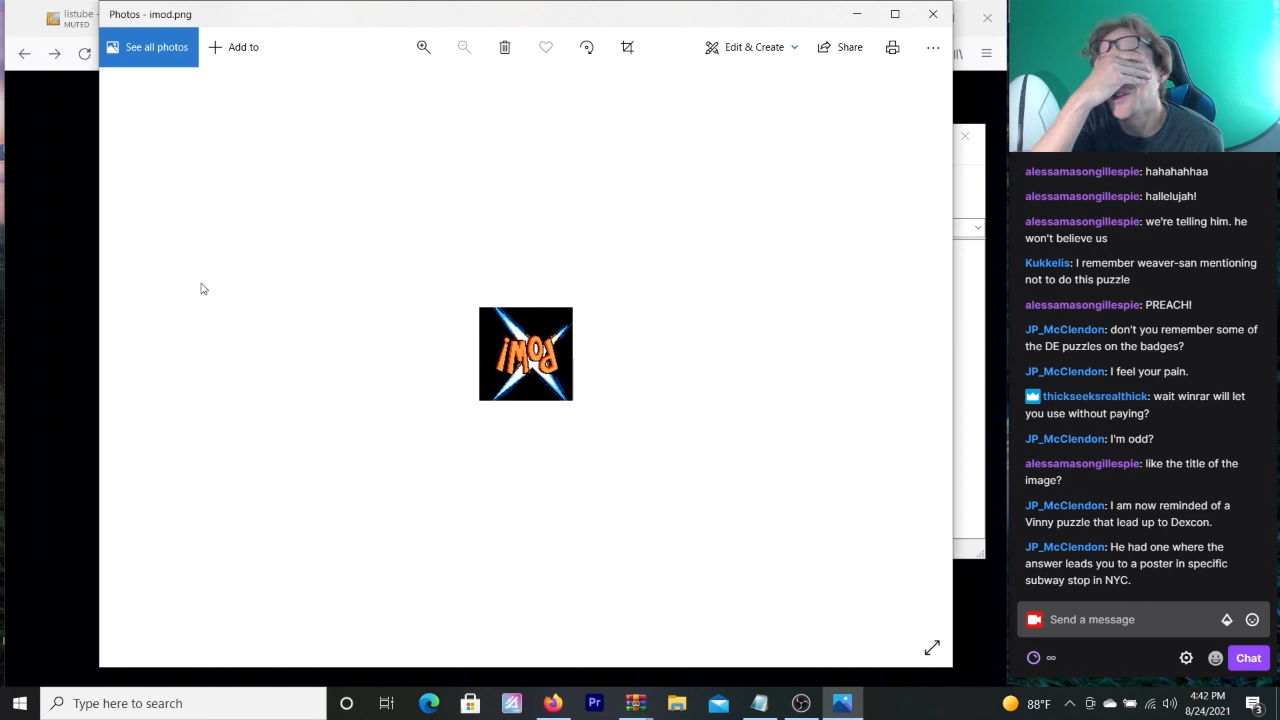 listube
MUTED
Photos - imod.png
See all photos
Add to
Edit & Create
Share
iMod
alessamasongillespie: hahahahhaa
alessamasongillespie: hallelujah!
alessamasongillespie: we're telling him. he
won't believe us
Kukkelis: I remember weaver-san mentioning
not to do this puzzle
alessamasongillespie: PREACH!
JP_McClendon: don't you remember some of
the DE puzzles on the badges?
JP_McClendon: I feel your pain.
thickseeksrealthick: wait winrar will let
you use without paying?
JP_McClendon: I'm odd?
alessamasongillespie: like the title of the
image?
JP_McClendon: I am now reminded of a
Vinny puzzle that lead up to Dexcon.
JP_McClendon: He had one where the
answer leads you to a poster in specific
subway stop in NYC.
Send a message
∞
Chat
Type here to search
Pr
88°F
4:42 PM
8/24/2021
3